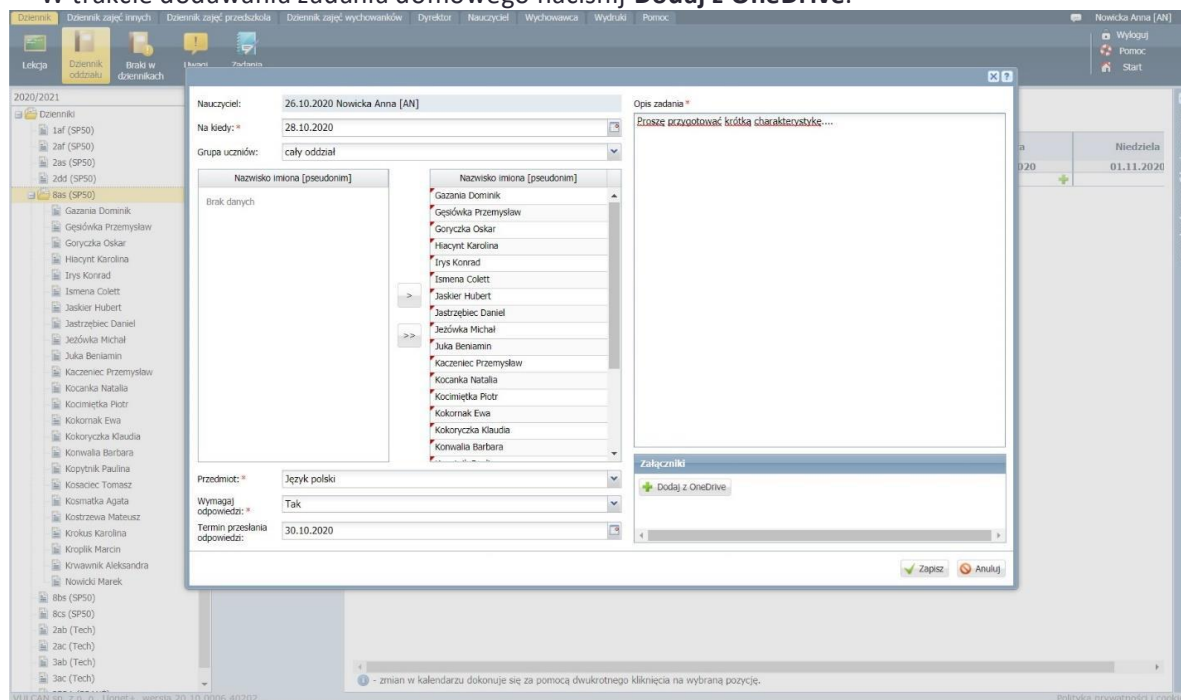 W trakcie dodawania zadania domowego naciśnij Dodaj z OneDrive.
Dziennik Dziennik zajęć innych Dziennik zajęć przedszkola Dziennik zajęć wychowanków Dyrektor Nauczyciel Wychowawca Wydruki Pomoc Nowicka Anna [AN]
Lekcja
Dziennik oddziału
Braki w dziennikach
Uwagi
Zadania
Wyloguj
Pomoc
Start
2020/2021
Dzienniki
1af (SP50)
2af (SP50)
2as (SP50)
2dd (SP50)
8as (SP50)
Gazania Dominik
Gęsiówka Przemysław
Goryczka Oskar
Hiacynt Karolina
Irys Konrad
Ismena Colett
Jaskier Hubert
Jastrzębiec Daniel
Jeżówka Michał
Juka Beniamin
Kaczeniec Przemysław
Kocanka Natalia
Kocimiętka Piotr
Kokornak Ewa
Kokoryczka Klaudia
Konwalia Barbara
Kopytnik Paulina
Kosaciec Tomasz
Kosmatka Agata
Kostrzewa Mateusz
Krokus Karolina
Kroplik Marcin
Krwawnik Aleksandra
Nowicki Marek
8bs (SP50)
8cs (SP50)
2ab (Tech)
2ac (Tech)
3ab (Tech)
3ac (Tech)
Nauczyciel: 26.10.2020 Nowicka Anna [AN]
Na kiedy: * 28.10.2020
Grupa uczniów: cały oddział
Nazwisko imiona [pseudonim]
Brak danych
>
>>
Nazwisko imiona [pseudonim]
Gazania Dominik
Gęsiówka Przemysław
Goryczka Oskar
Hiacynt Karolina
Irys Konrad
Ismena Colett
Jaskier Hubert
Jastrzębiec Daniel
Jeżówka Michał
Juka Beniamin
Kaczeniec Przemysław
Kocanka Natalia
Kocimiętka Piotr
Kokornak Ewa
Kokoryczka Klaudia
Konwalia Barbara
Przedmiot: * Język polski
Wymagaj odpowiedzi: * Tak
Termin przesłania odpowiedzi: 30.10.2020
Opis zadania *
Proszę przygotować krótką charakterystykę....
Załączniki
Dodaj z OneDrive
Zapisz Anuluj
Niedziela
01.11.2020
- zmian w kalendarzu dokonuje się za pomocą dwukrotnego kliknięcia na wybraną pozycję.
VULCAN sp. z o. o. Uonet+, wersja 20.10.0006.40202
Polityka prywatności i